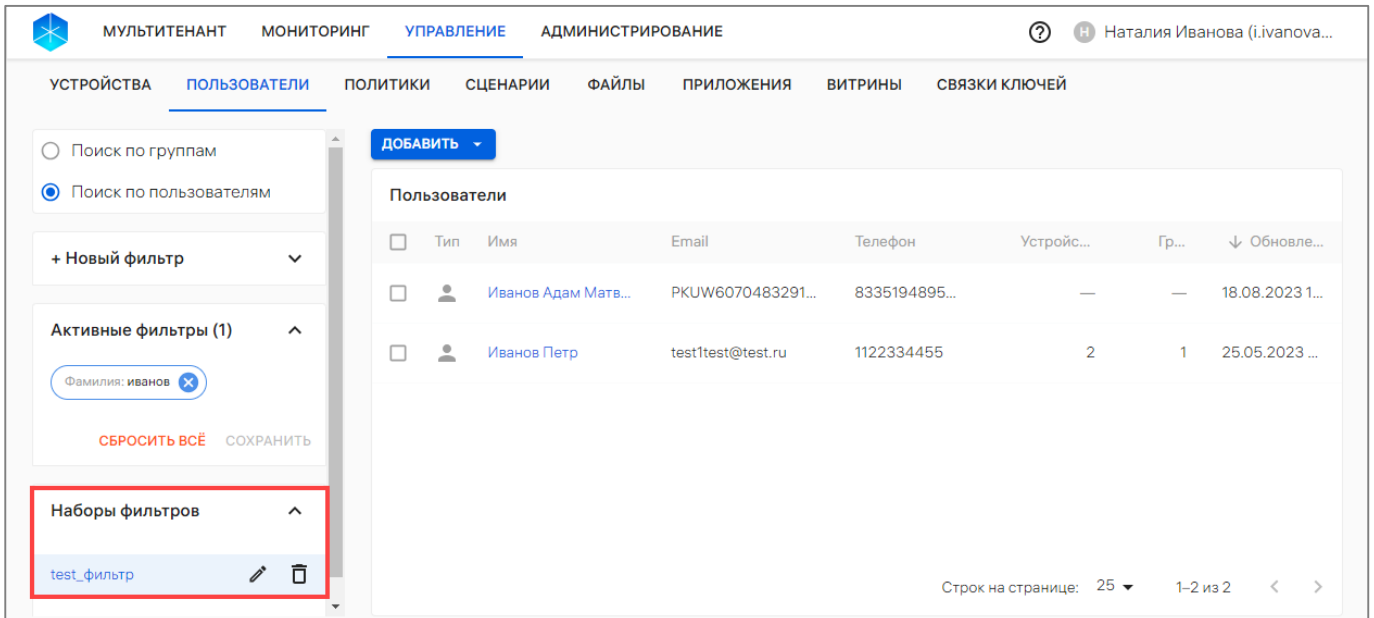 МУЛЬТИТЕНАНТ МОНИТОРИНГ УПРАВЛЕНИЕ АДМИНИСТРИРОВАНИЕ Н Наталия Иванова (i.ivanova...
УСТРОЙСТВА ПОЛЬЗОВАТЕЛИ ПОЛИТИКИ СЦЕНАРИИ ФАЙЛЫ ПРИЛОЖЕНИЯ ВИТРИНЫ СВЯЗКИ КЛЮЧЕЙ
Поиск по группам
Поиск по пользователям
+ Новый фильтр
Активные фильтры (1)
Фамилия: иванов
СБРОСИТЬ ВСЁ СОХРАНИТЬ
Наборы фильтров
test_фильтр
ДОБАВИТЬ
Пользователи
Тип Имя Email Телефон Устройс... Гр... Обновле...
Иванов Адам Матв... PKUW6070483291... 8335194895... — — 18.08.2023 1...
Иванов Петр test1test@test.ru 1122334455 2 1 25.05.2023 ...
Строк на странице: 25 1–2 из 2